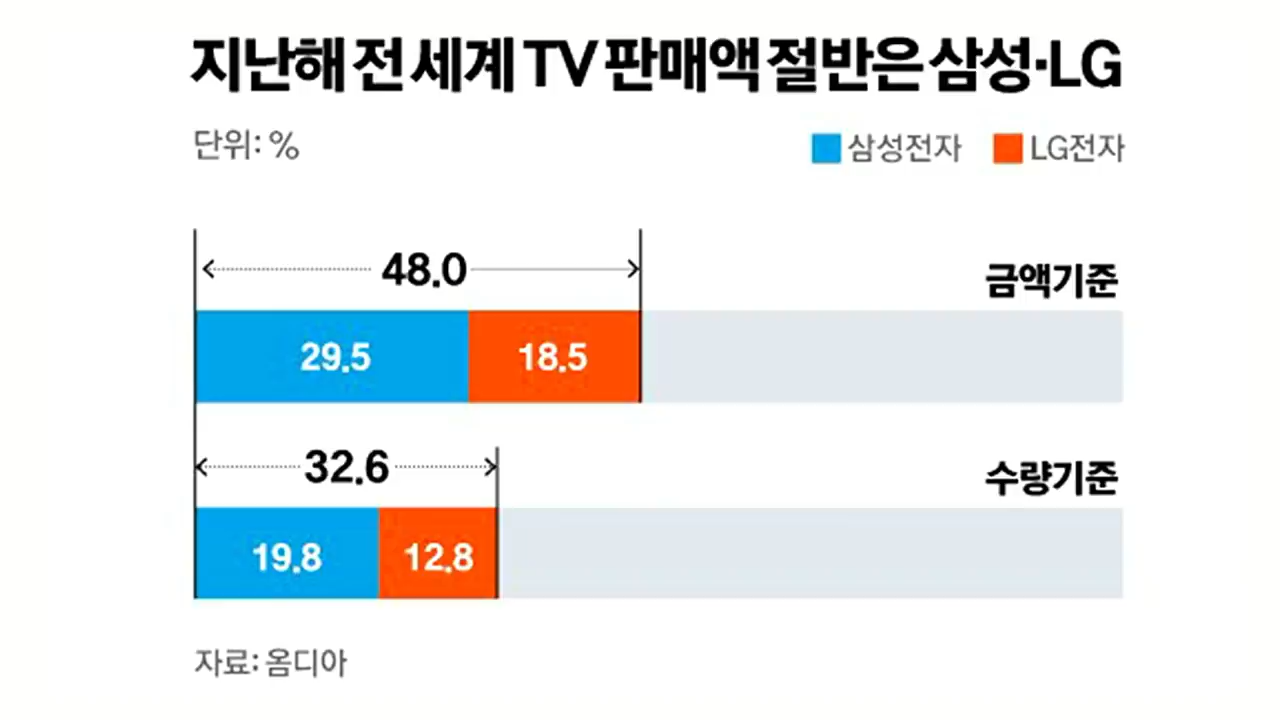 지난해 전 세계 TV 판매액 절반은 삼성·LG
단위: %
삼성전자 LG전자
48.0
금액기준
29.5 18.5
32.6
수량기준
19.8 12.8
자료: 옴디아